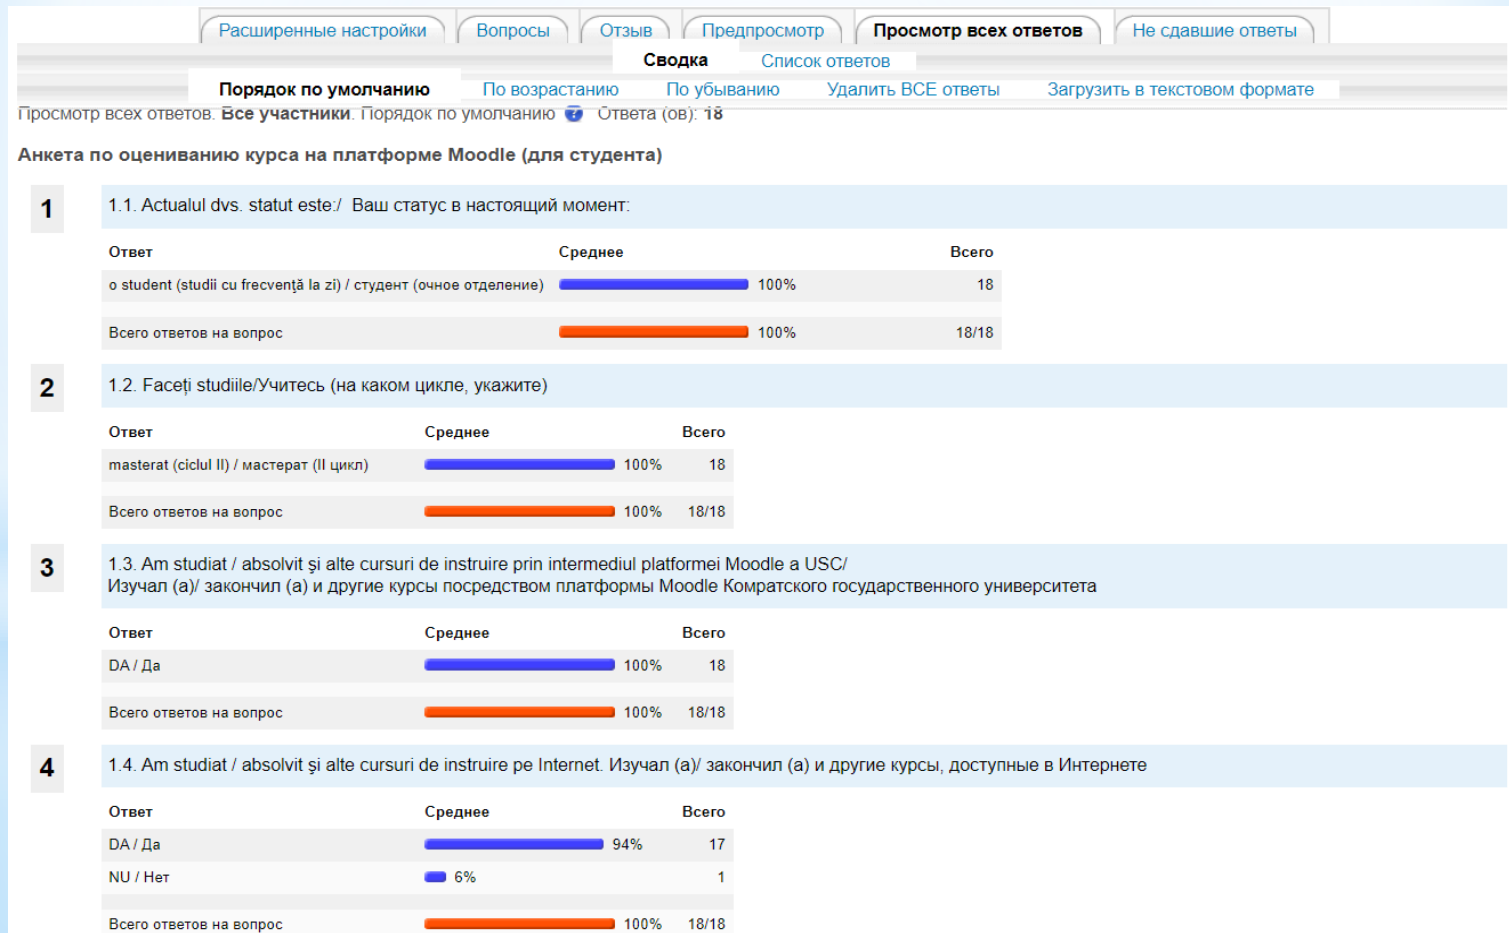 Расширенные настройки Вопросы Отзыв Предпросмотр Просмотр всех ответов Не сдавшие ответы
Сводка Список ответов
Порядок по умолчанию По возрастанию По убыванию Удалить ВСЕ ответы Загрузить в текстовом формате
Просмотр всех ответов. Все участники. Порядок по умолчанию ? Ответа (ов): 18
Анкета по оцениванию курса на платформе Moodle (для студента)
1 1.1. Actualul dvs. statut este:/ Ваш статус в настоящий момент:
Ответ Среднее Всего
o student (studii cu frecvenţă la zi) / студент (очное отделение) 100% 18
Всего ответов на вопрос 100% 18/18
2 1.2. Faceți studiile/Учитесь (на каком цикле, укажите)
Ответ Среднее Всего
masterat (ciclul II) / мастерат (II цикл) 100% 18
Всего ответов на вопрос 100% 18/18
3 1.3. Am studiat / absolvit şi alte cursuri de instruire prin intermediul platformei Moodle a USC/
Изучал (а)/ закончил (а) и другие курсы посредством платформы Moodle Комратского государственного университета
Ответ Среднее Всего
DA / Да 100% 18
Всего ответов на вопрос 100% 18/18
4 1.4. Am studiat / absolvit şi alte cursuri de instruire pe Internet. Изучал (а)/ закончил (а) и другие курсы, доступные в Интернете
Ответ Среднее Всего
DA / Да 94% 17
NU / Нет 6% 1
Всего ответов на вопрос 100% 18/18